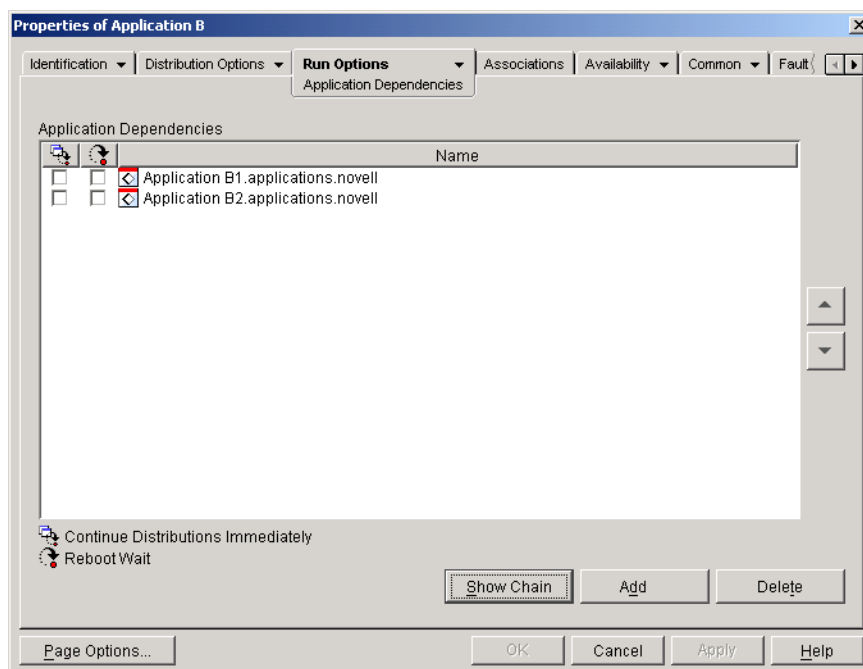 Properties of Application B
Identification Distribution Options Run Options Associations Availability Common Fault
Application Dependencies
Application Dependencies
Name
Application B1.applications.novell
Application B2.applications.novell
Continue Distributions Immediately
Reboot Wait
Show Chain Add Delete
Page Options... OK Cancel Apply Help